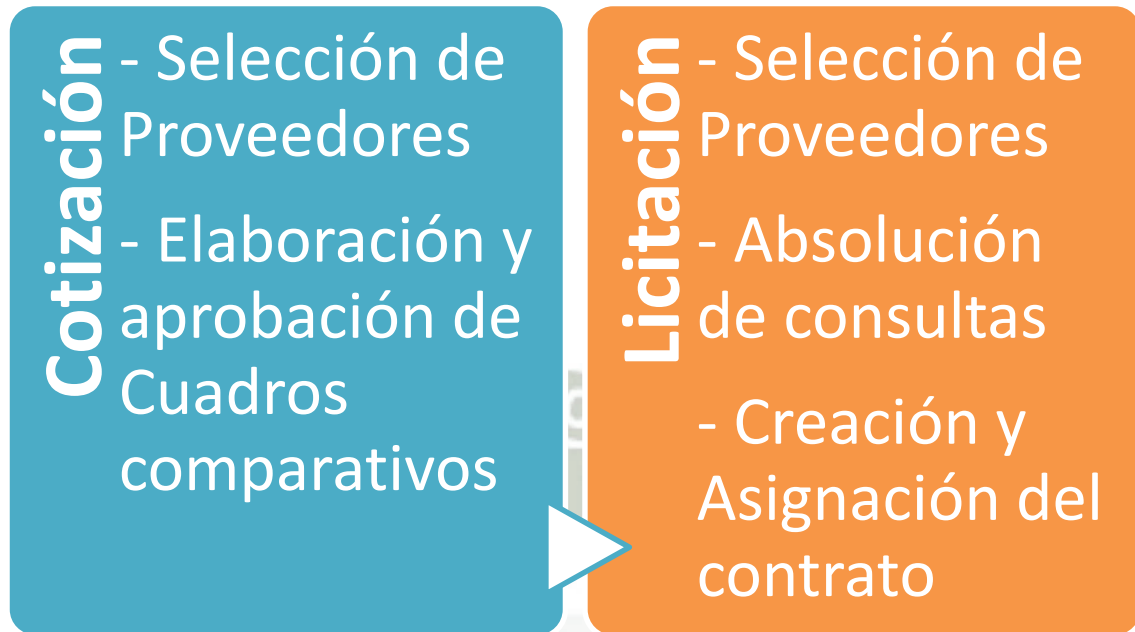 Cotización
- Selección de
Proveedores
- Elaboración y
aprobación de
Cuadros
comparativos
Licitación
- Selección de
Proveedores
- Absolución
de consultas
- Creación y
Asignación del
contrato